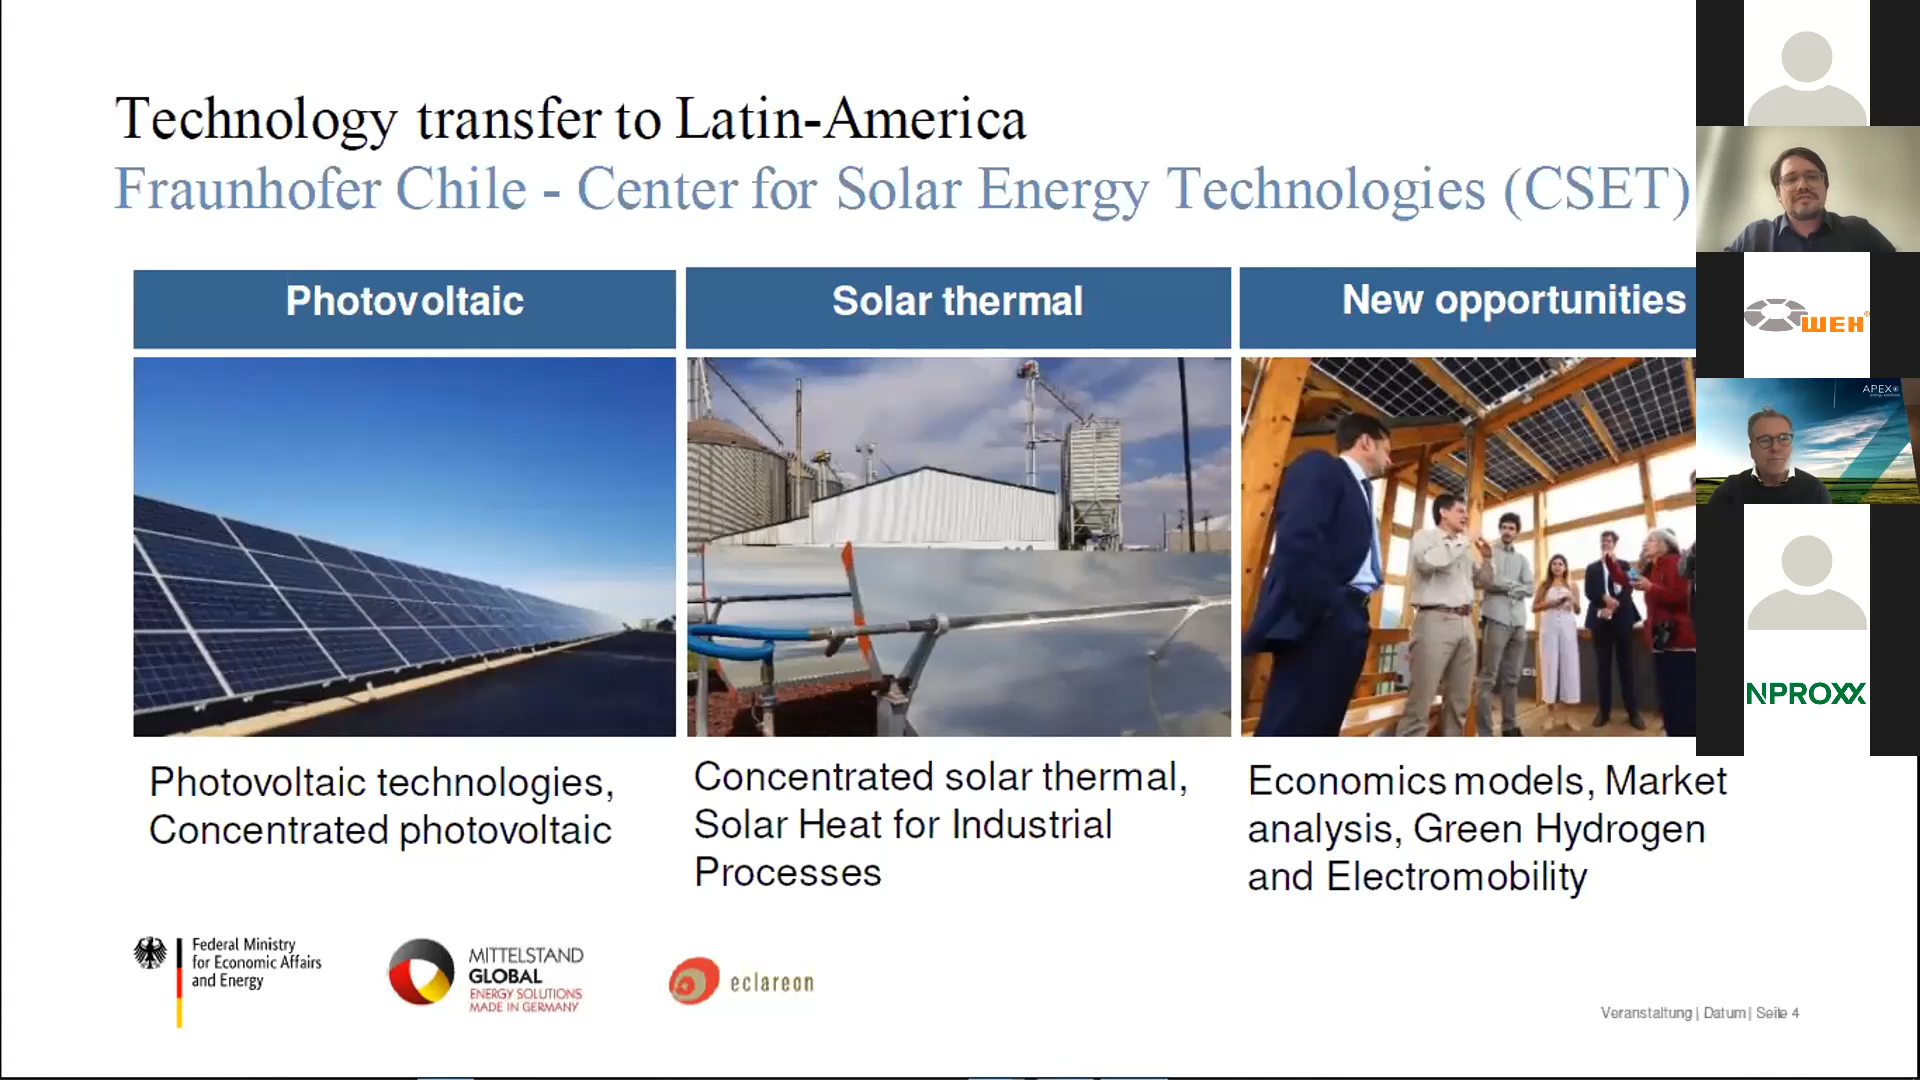 Technology transfer to Latin-America
Fraunhofer Chile - Center for Solar Energy Technologies (CSET)
Photovoltaic
Solar thermal
New opportunities
Photovoltaic technologies,
Concentrated photovoltaic
Concentrated solar thermal,
Solar Heat for Industrial
Processes
Economics models, Market
analysis, Green Hydrogen
and Electromobility
Federal Ministry
for Economic Affairs
and Energy
MITTELSTAND
GLOBAL
ENERGY SOLUTIONS
MADE IN GERMANY
eclareon
Veranstaltung | Datum | Seite 4
WEH®
APEX
energy solutions
NPROXX